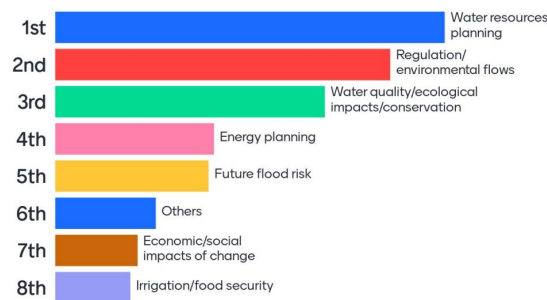 1st
Water resources
planning
2nd
Regulation/
environmental flows
3rd
Water quality/ecological
impacts/conservation
4th
Energy planning
5th
Future flood risk
6th
Others
7th
Economic/social
impacts of change
8th
Irrigation/food security